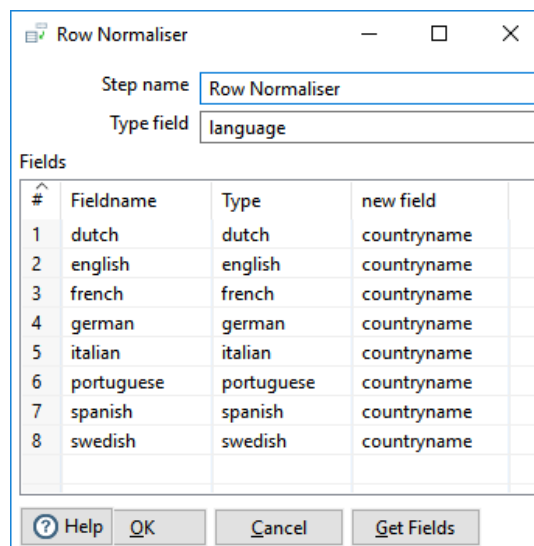 Row Normaliser
Step name Row Normaliser
Type field language
Fields
# Fieldname Type new field
1 dutch dutch countryname
2 english english countryname
3 french french countryname
4 german german countryname
5 italian italian countryname
6 portuguese portuguese countryname
7 spanish spanish countryname
8 swedish swedish countryname
? Help OK Cancel Get Fields